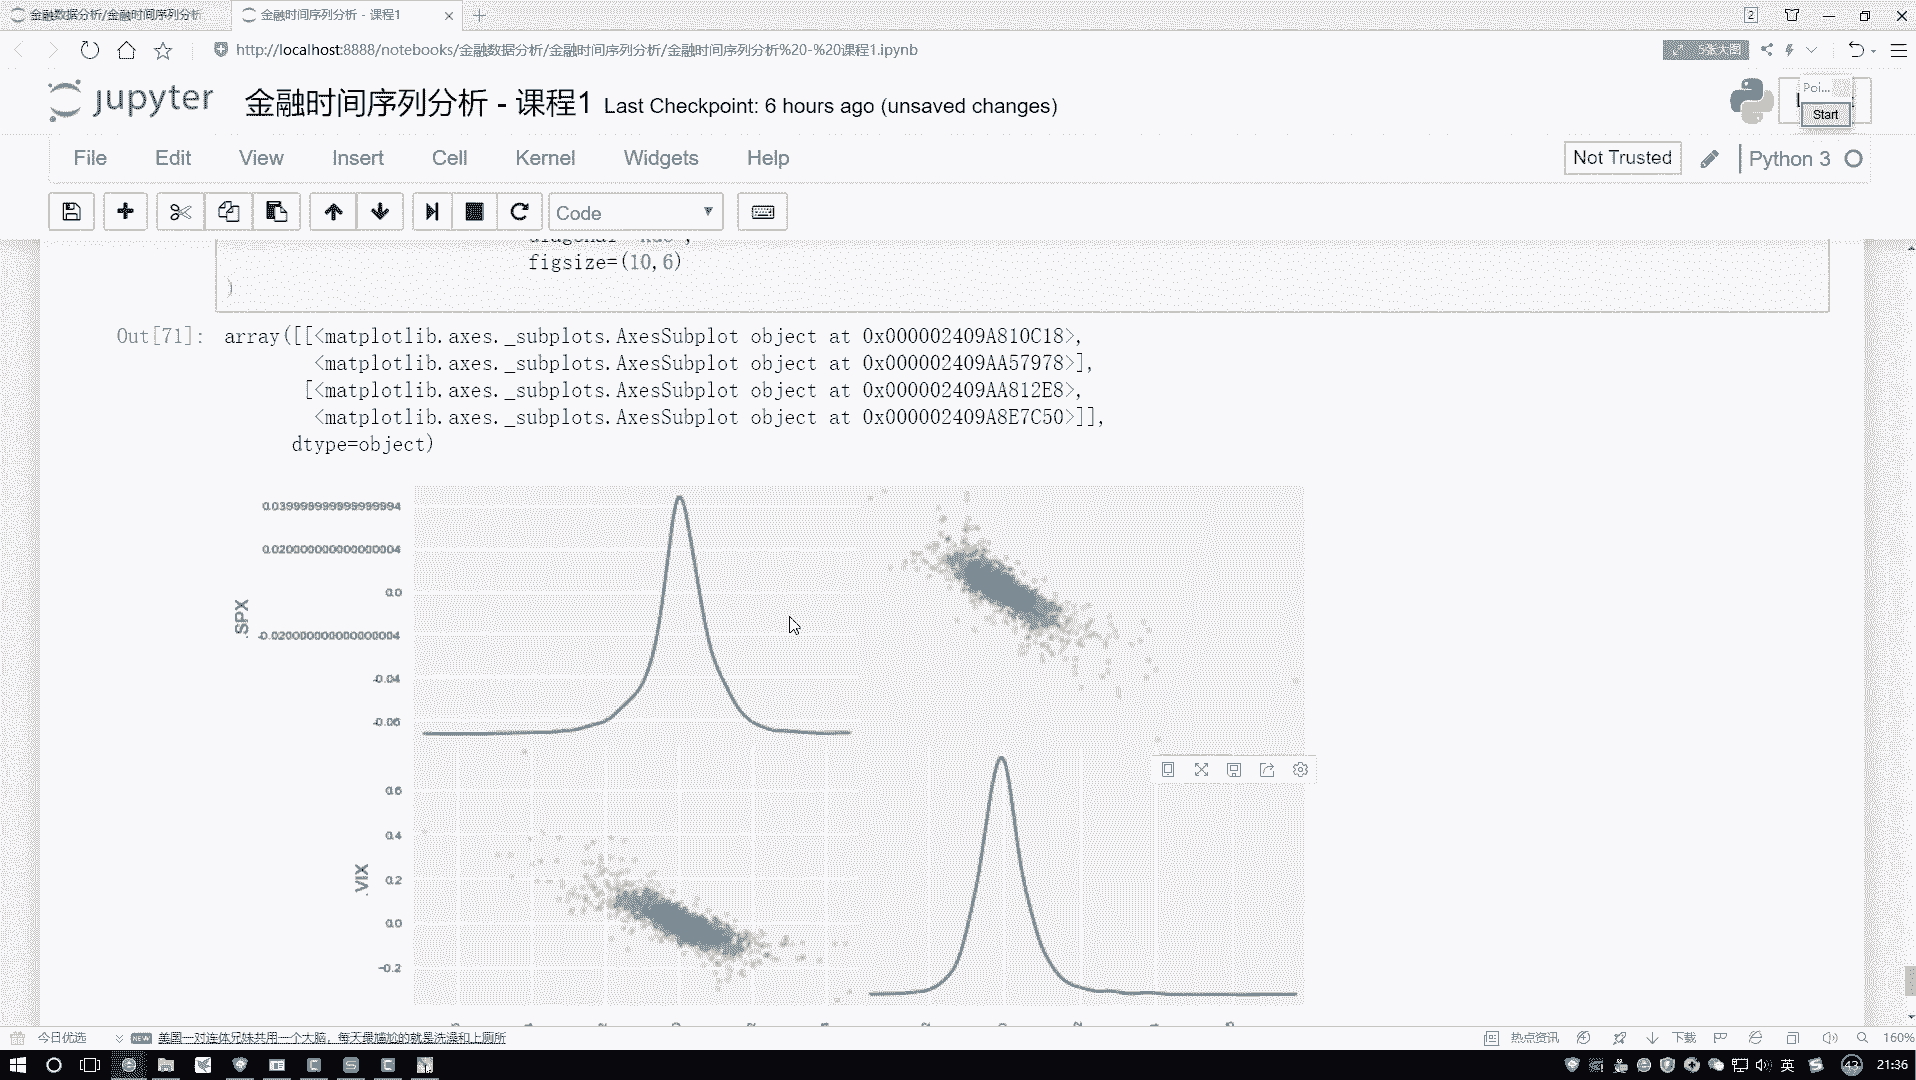 金融数据分析/金融时间序列分析
金融时间序列分析 - 课程1
2
http://localhost:8888/notebooks/金融数据分析/金融时间序列分析/金融时间序列分析%20-%20课程1.ipynb
5张大图
jupyter
金融时间序列分析 - 课程1 Last Checkpoint: 6 hours ago (unsaved changes)
Poi...
Start
File Edit View Insert Cell Kernel Widgets Help
Not Trusted
Python 3
Code
figsize=(10,6)
)
Out[71]: array([[<matplotlib.axes._subplots.AxesSubplot object at 0x000002409A810C18>,
<matplotlib.axes._subplots.AxesSubplot object at 0x000002409AA57978>],
[<matplotlib.axes._subplots.AxesSubplot object at 0x000002409AA812E8>,
<matplotlib.axes._subplots.AxesSubplot object at 0x000002409A8E7C50>]],
dtype=object)
0.039999999999999994
0.020000000000000004
0.0
-0.020000000000000004
-0.04
-0.06
.SPX
0.6
0.4
0.2
0.0
-0.2
.VIX
今日优选
NEW
美国一对连体兄妹共用一个大脑，每天最尴尬的就是洗澡和上厕所
热点资讯
下载
160%
英
43
21:36